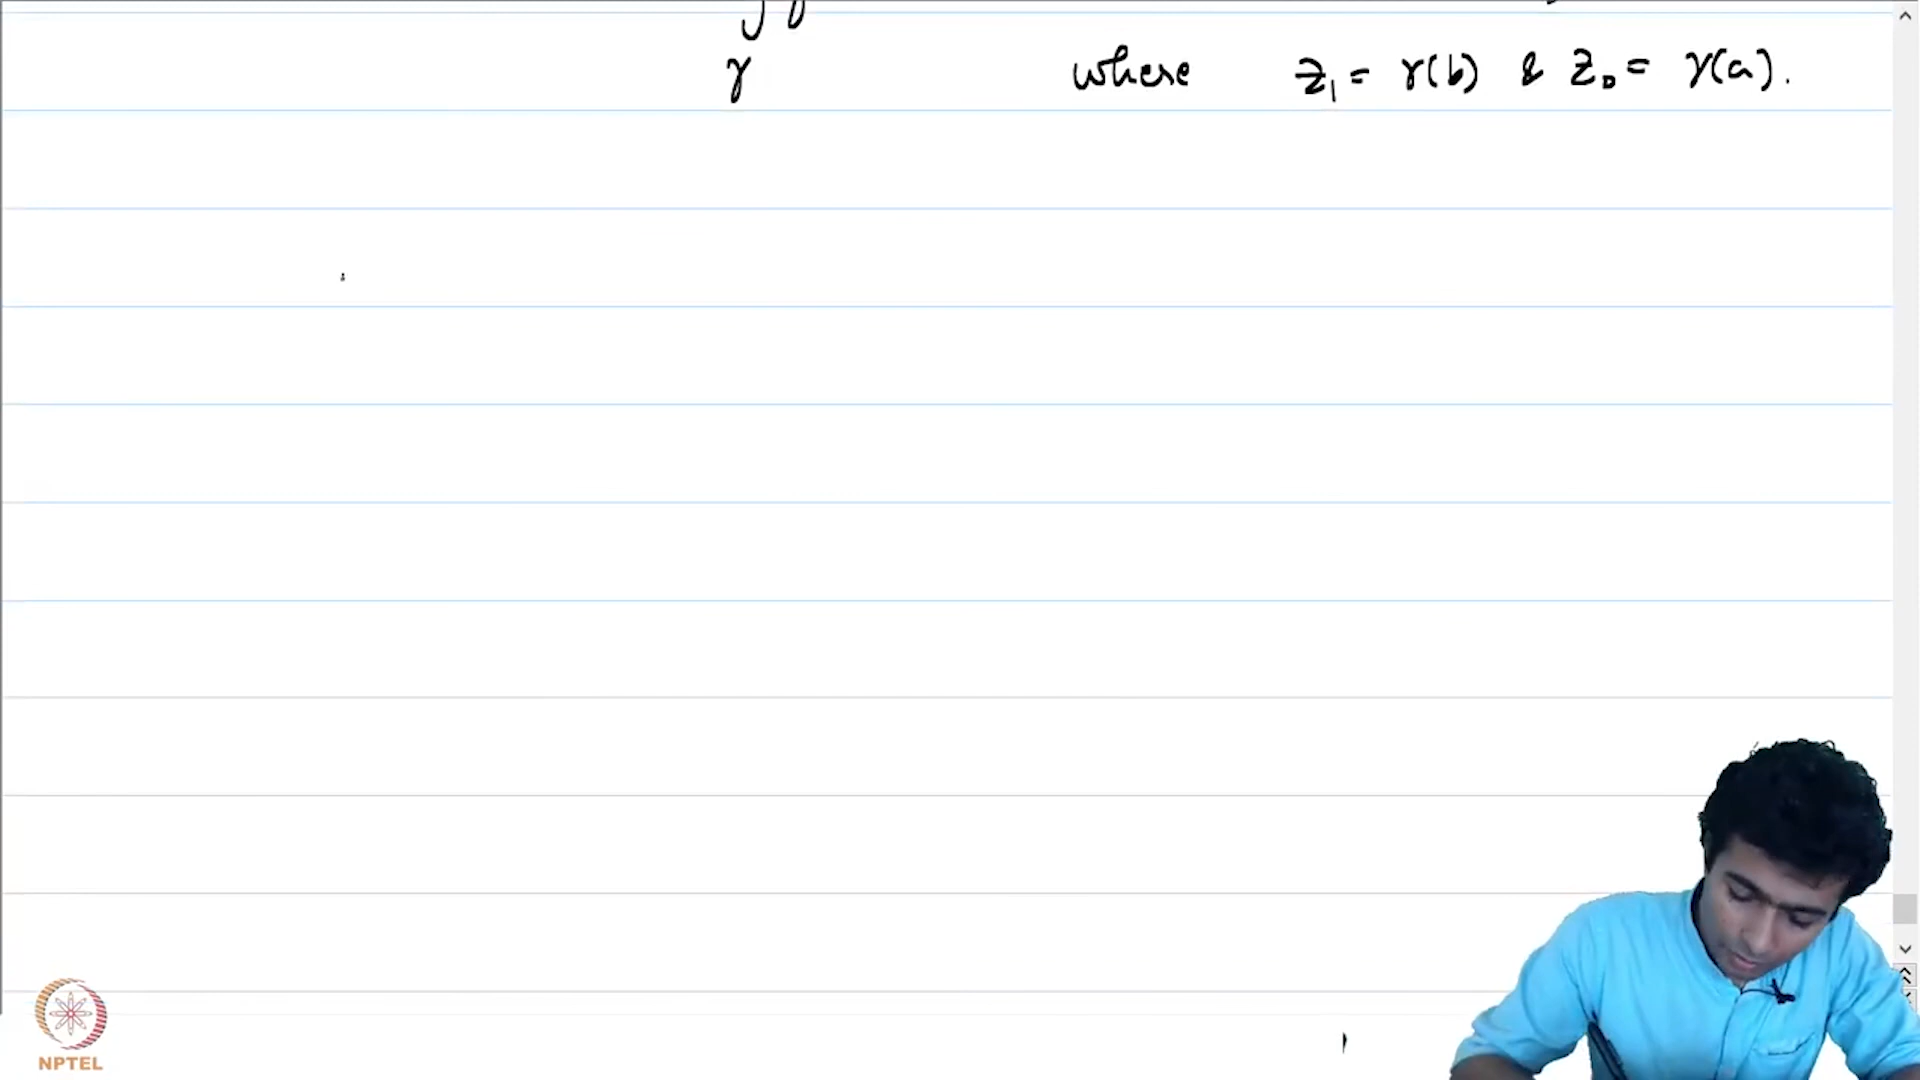 γ where z₁ = γ(b) & z₀ = γ(a).
NPTEL